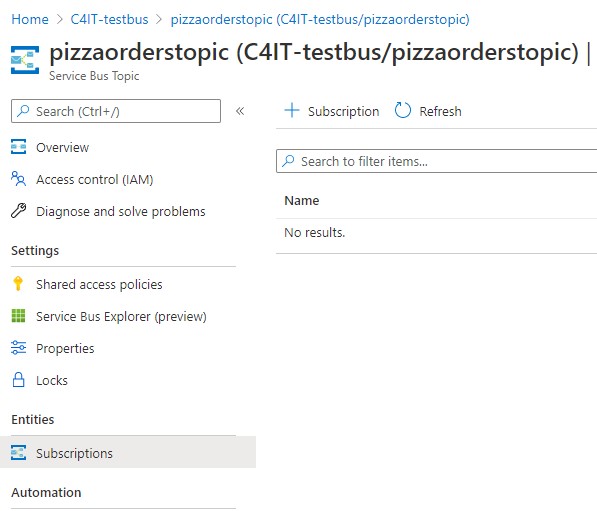 Home > C4IT-testbus > pizzaorderstopic (C4IT-testbus/pizzaorderstopic)
pizzaorderstopic (C4IT-testbus/pizzaorderstopic) |
Service Bus Topic
Search (Ctrl+/)
«
+ Subscription
Refresh
Overview
Access control (IAM)
Diagnose and solve problems
Settings
Shared access policies
Service Bus Explorer (preview)
Properties
Locks
Entities
Subscriptions
Automation
Search to filter items...
Name
No results.